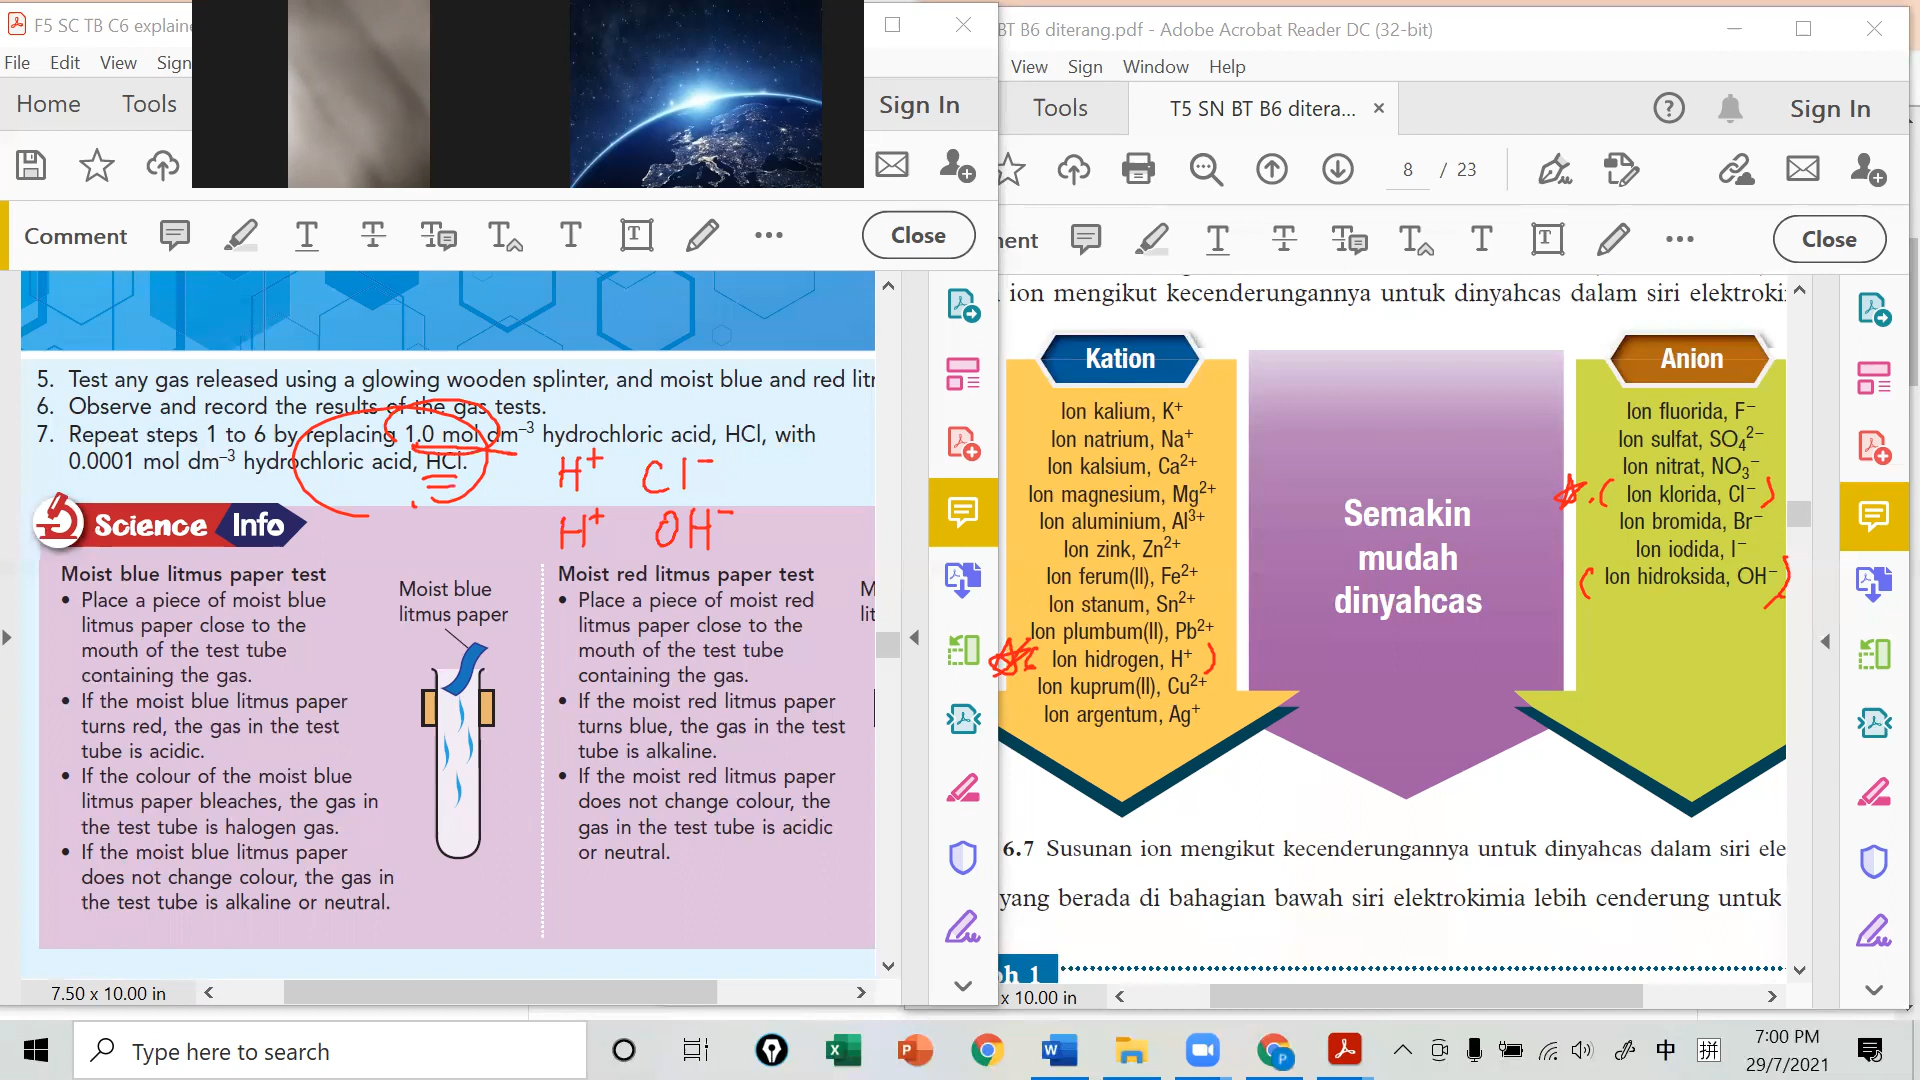 F5 SC TB C6 explaine
File Edit View Sign
Home Tools
Sign In
Comment
Close
5. Test any gas released using a glowing wooden splinter, and moist blue and red litr
6. Observe and record the results of the gas tests.
7. Repeat steps 1 to 6 by replacing 1.0 mol dm⁻³ hydrochloric acid, HCl, with
0.0001 mol dm⁻³ hydrochloric acid, HCl.
H⁺ Cl⁻
H⁺ OH⁻
Science Info
Moist blue litmus paper test
• Place a piece of moist blue
litmus paper close to the
mouth of the test tube
containing the gas.
• If the moist blue litmus paper
turns red, the gas in the test
tube is acidic.
• If the colour of the moist blue
litmus paper bleaches, the gas in
the test tube is halogen gas.
• If the moist blue litmus paper
does not change colour, the gas in
the test tube is alkaline or neutral.
Moist blue
litmus paper
Moist red litmus paper test
• Place a piece of moist red
litmus paper close to the
mouth of the test tube
containing the gas.
• If the moist red litmus paper
turns blue, the gas in the test
tube is alkaline.
• If the moist red litmus paper
does not change colour, the
gas in the test tube is acidic
or neutral.
M
lit
7.50 x 10.00 in
BT B6 diterang.pdf - Adobe Acrobat Reader DC (32-bit)
View Sign Window Help
Tools
T5 SN BT B6 ditera... ×
Sign In
8 / 23
nent
Close
ion mengikut kecenderungannya untuk dinyahcas dalam siri elektroki
Kation
Ion kalium, K⁺
Ion natrium, Na⁺
Ion kalsium, Ca²⁺
Ion magnesium, Mg²⁺
Ion aluminium, Al³⁺
Ion zink, Zn²⁺
Ion ferum(II), Fe²⁺
Ion stanum, Sn²⁺
Ion plumbum(II), Pb²⁺
Ion hidrogen, H⁺
Ion kuprum(II), Cu²⁺
Ion argentum, Ag⁺
Semakin
mudah
dinyahcas
Anion
Ion fluorida, F⁻
Ion sulfat, SO₄²⁻
Ion nitrat, NO₃⁻
Ion klorida, Cl⁻
Ion bromida, Br⁻
Ion iodida, I⁻
Ion hidroksida, OH⁻
6.7 Susunan ion mengikut kecenderungannya untuk dinyahcas dalam siri ele
yang berada di bahagian bawah siri elektrokimia lebih cenderung untuk
oh 1
x 10.00 in
Type here to search
中
拼
7:00 PM
29/7/2021